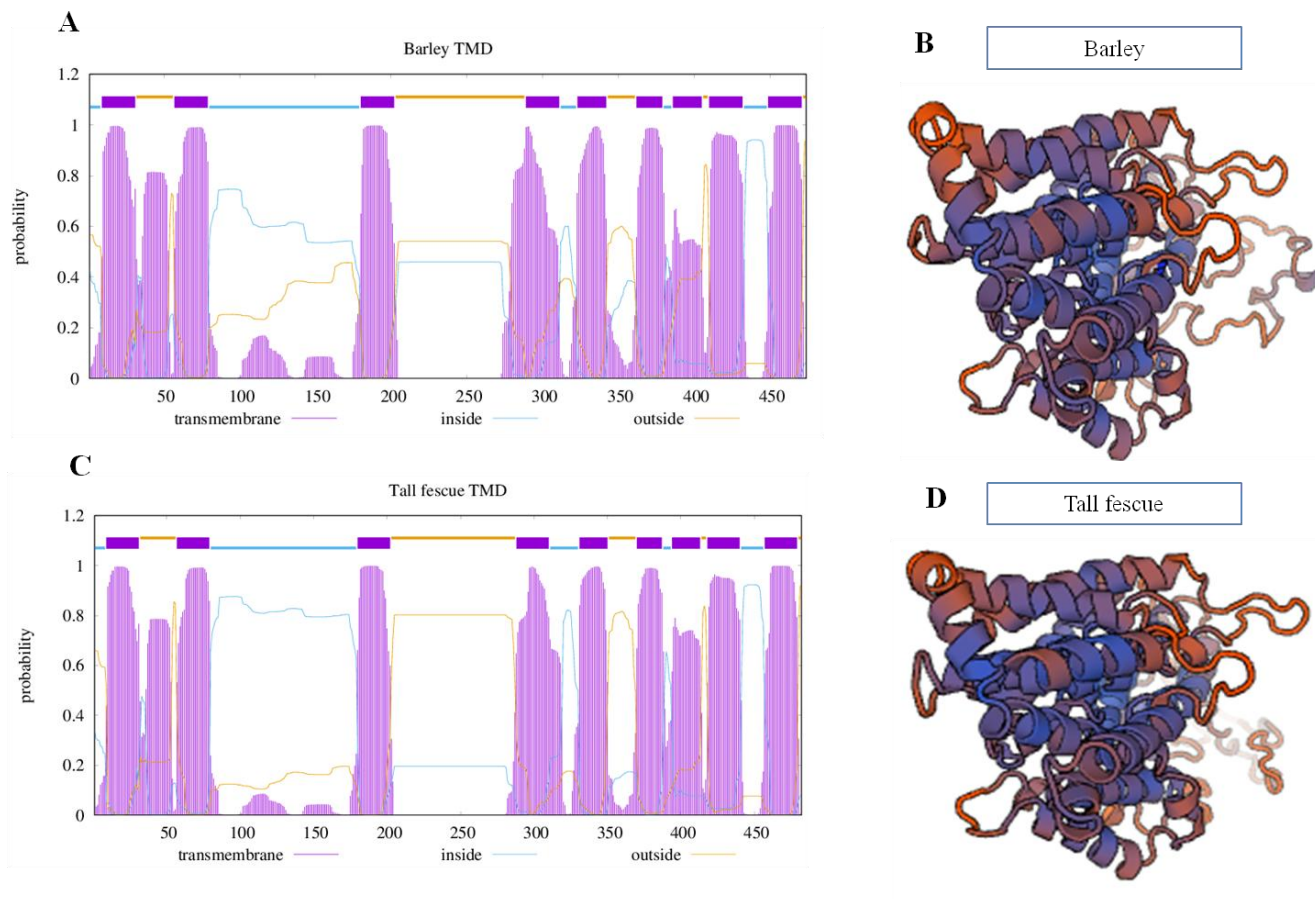 A
Barley TMD
probability
1.2
1
0.8
0.6
0.4
0.2
0
50 100 150 200 250 300 350 400 450
transmembrane inside outside
B
Barley
C
Tall fescue TMD
probability
1.2
1
0.8
0.6
0.4
0.2
0
50 100 150 200 250 300 350 400 450
transmembrane inside outside
D
Tall fescue